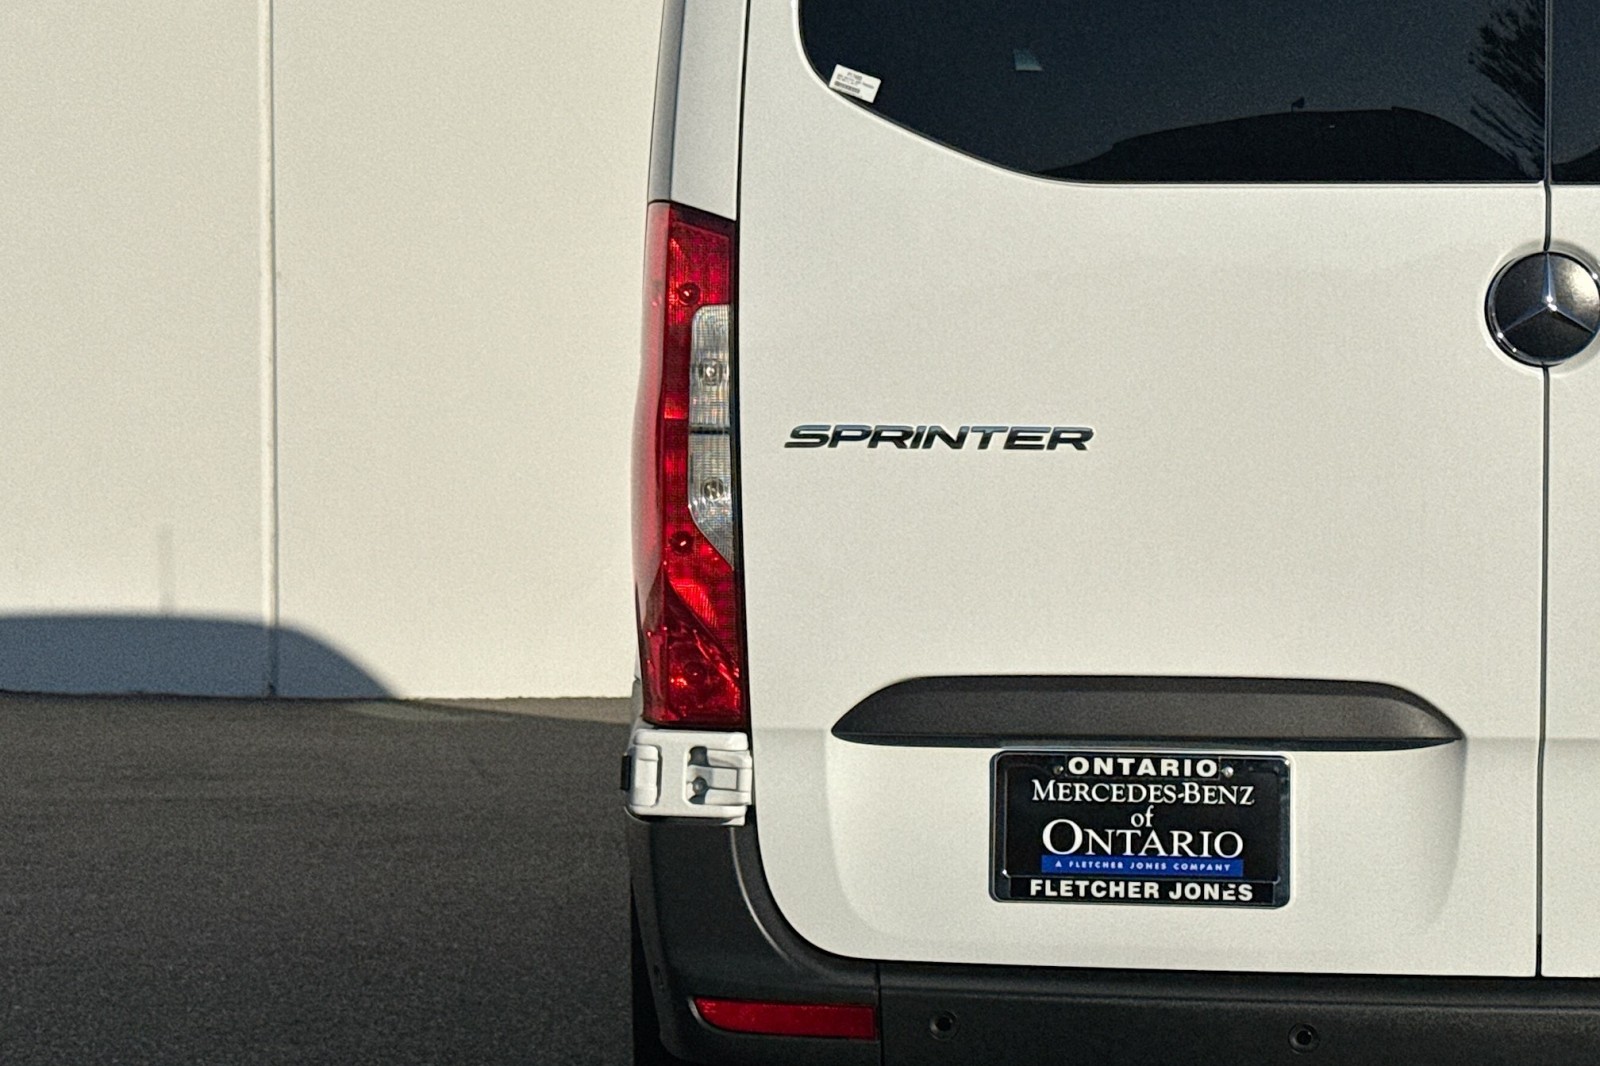 SPRINTER
ONTARIO
MERCEDES-BENZ
of
ONTARIO
A FLETCHER JONES COMPANY
FLETCHER JONES